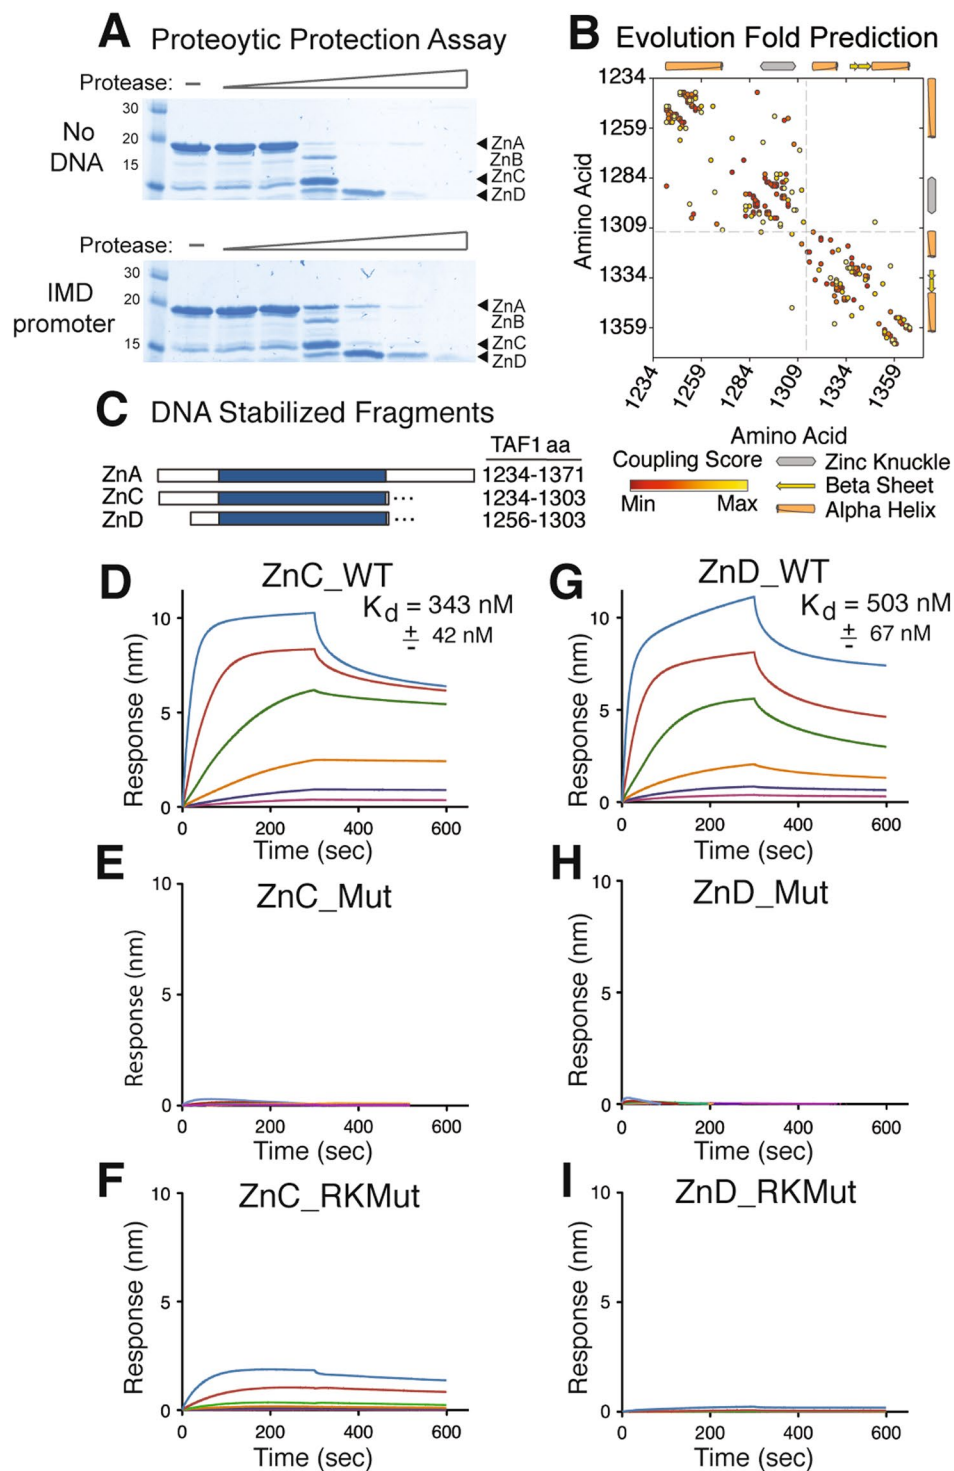 A Proteoytic Protection Assay
Protease: –
30
20
15
No
DNA
ZnA
ZnB
ZnC
ZnD
Protease: –
30
20
15
IMD
promoter
ZnA
ZnB
ZnC
ZnD
B Evolution Fold Prediction
1234
1259
1284
1309
1334
1359
Amino Acid
1234 1259 1284 1309 1334 1359
Amino Acid
Coupling Score
Min Max
Zinc Knuckle
Beta Sheet
Alpha Helix
C DNA Stabilized Fragments
TAF1 aa
ZnA 1234-1371
ZnC ... 1234-1303
ZnD ... 1256-1303
D ZnC_WT
Kd = 343 nM
± 42 nM
Response (nm)
10
5
0
0 200 400 600
Time (sec)
G ZnD_WT
Kd = 503 nM
± 67 nM
Response (nm)
10
5
0
0 200 400 600
Time (sec)
E ZnC_Mut
Response (nm)
10
5
0
0 200 400 600
Time (sec)
H ZnD_Mut
Response (nm)
10
5
0
0 200 400 600
Time (sec)
F ZnC_RKMut
Response (nm)
10
5
0
0 200 400 600
Time (sec)
I ZnD_RKMut
Response (nm)
10
5
0
0 200 400 600
Time (sec)